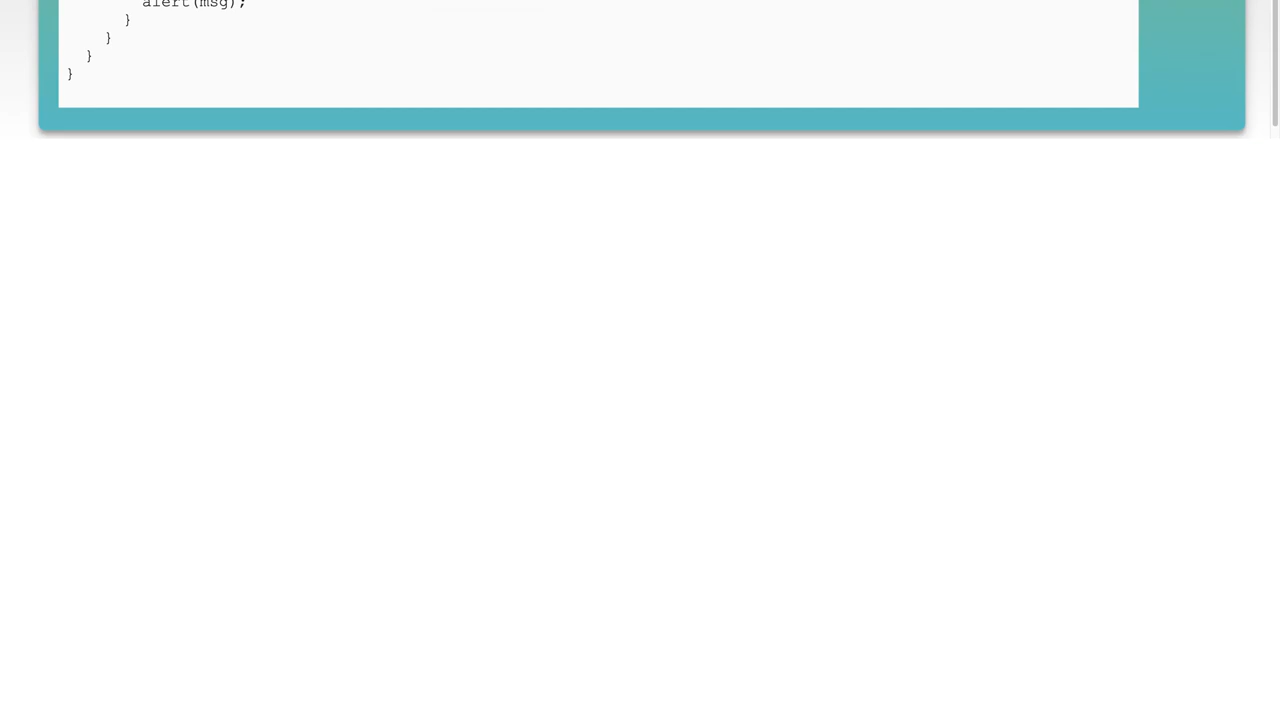 alert(msg);
}
}
}
}